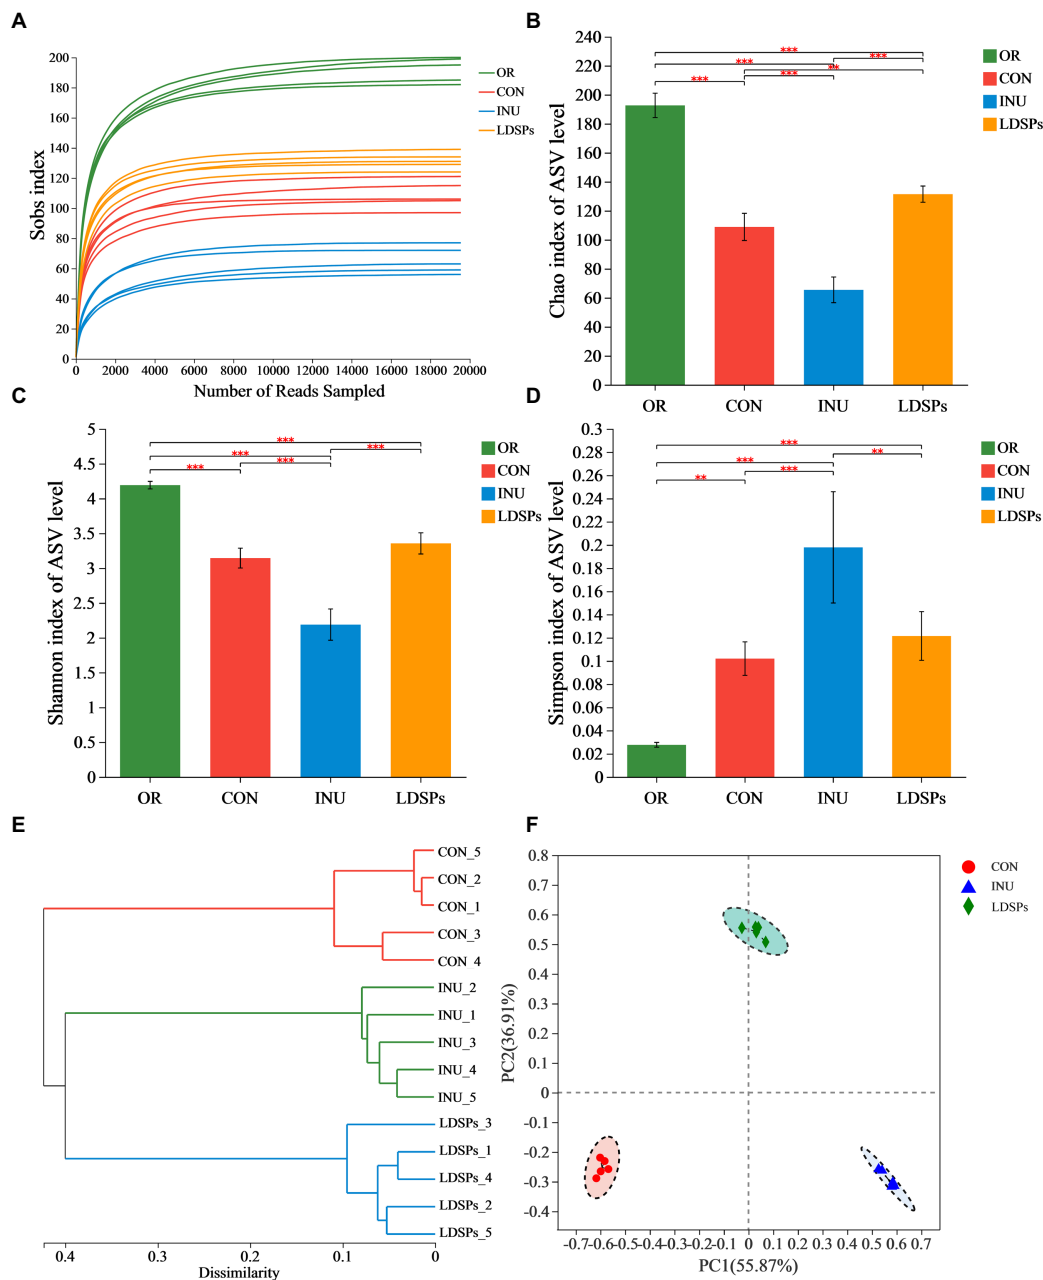 A
Sobs index
200
180
160
140
120
100
80
60
40
20
0
0 2000 4000 6000 8000 10000 12000 14000 16000 18000 20000
Number of Reads Sampled
OR
CON
INU
LDSPs
B
Chao index of ASV level
240
220
200
180
160
140
120
100
80
60
40
20
0
***
*** ***
**
*** ***
OR CON INU LDSPs
OR
CON
INU
LDSPs
C
Shannon index of ASV level
5
4.5
4
3.5
3
2.5
2
1.5
1
0.5
0
***
*** ***
*** ***
OR CON INU LDSPs
OR
CON
INU
LDSPs
D
Simpson index of ASV level
0.3
0.28
0.26
0.24
0.22
0.2
0.18
0.16
0.14
0.12
0.1
0.08
0.06
0.04
0.02
0
***
*** **
***
**
OR CON INU LDSPs
OR
CON
INU
LDSPs
E
CON_5
CON_2
CON_1
CON_3
CON_4
INU_2
INU_1
INU_3
INU_4
INU_5
LDSPs_3
LDSPs_1
LDSPs_4
LDSPs_2
LDSPs_5
0.4 0.3 0.2 0.1 0
Dissimilarity
F
PC2(36.91%)
0.8
0.7
0.6
0.5
0.4
0.3
0.2
0.1
0
-0.1
-0.2
-0.3
-0.4
-0.7 -0.6 -0.5 -0.4 -0.3 -0.2 -0.1 0 0.1 0.2 0.3 0.4 0.5 0.6 0.7
PC1(55.87%)
CON
INU
LDSPs